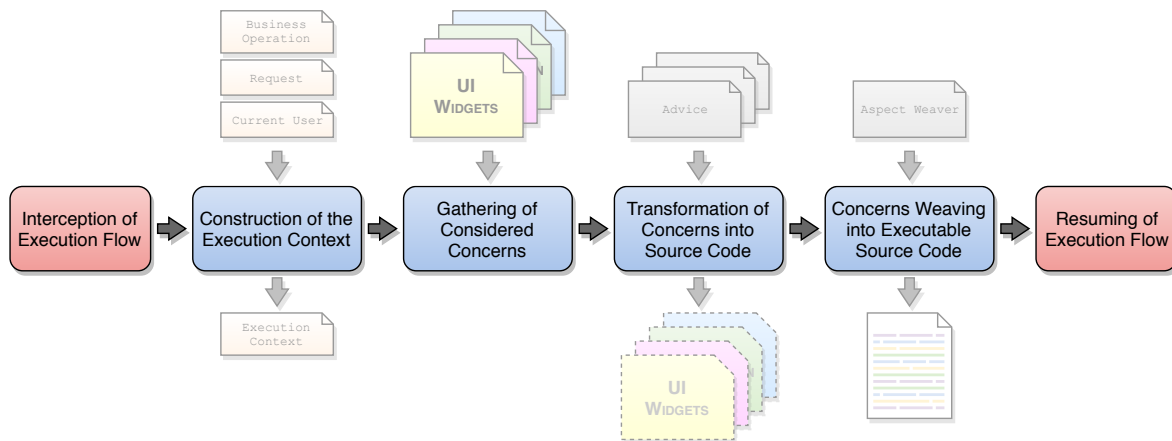 Business
Operation
Request
Current User
UI
WIDGETS
N
Advice
Aspect Weaver
Interception of
Execution Flow
Construction of the
Execution Context
Gathering of
Considered
Concerns
Transformation of
Concerns into
Source Code
Concerns Weaving
into Executable
Source Code
Resuming of
Execution Flow
Execution
Context
UI
WIDGETS